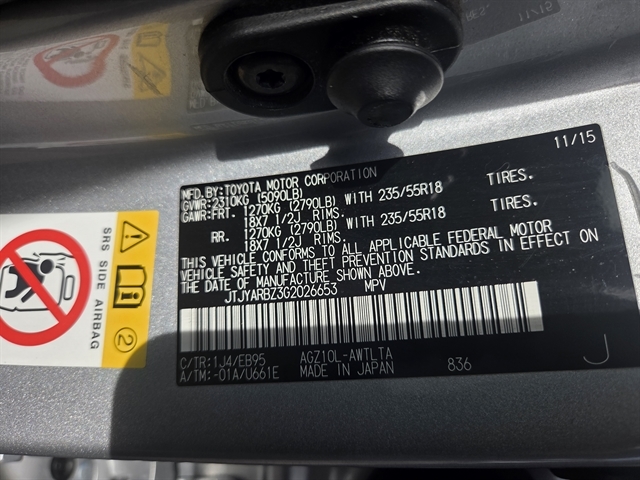 11/15
MFD.BY:TOYOTA MOTOR CORPORATION
GVWR:2310KG (5090LB)
GAWR:FRT. 1270KG (2790LB) WITH 235/55R18 TIRES.
18X7 1/2J RIMS.
RR. 1270KG (2790LB) WITH 235/55R18 TIRES.
18X7 1/2J RIMS.
THIS VEHICLE CONFORMS TO ALL APPLICABLE FEDERAL MOTOR
VEHICLE SAFETY AND THEFT PREVENTION STANDARDS IN EFFECT ON
THE DATE OF MANUFACTURE SHOWN ABOVE.
JTJYARBZ3G2026653 MPV
C/TR:1J4/EB95 AGZ10L-AWTLTA
A/TM:-01A/U661E MADE IN JAPAN 836 J
SRS SIDE AIRBAG
2
11/15